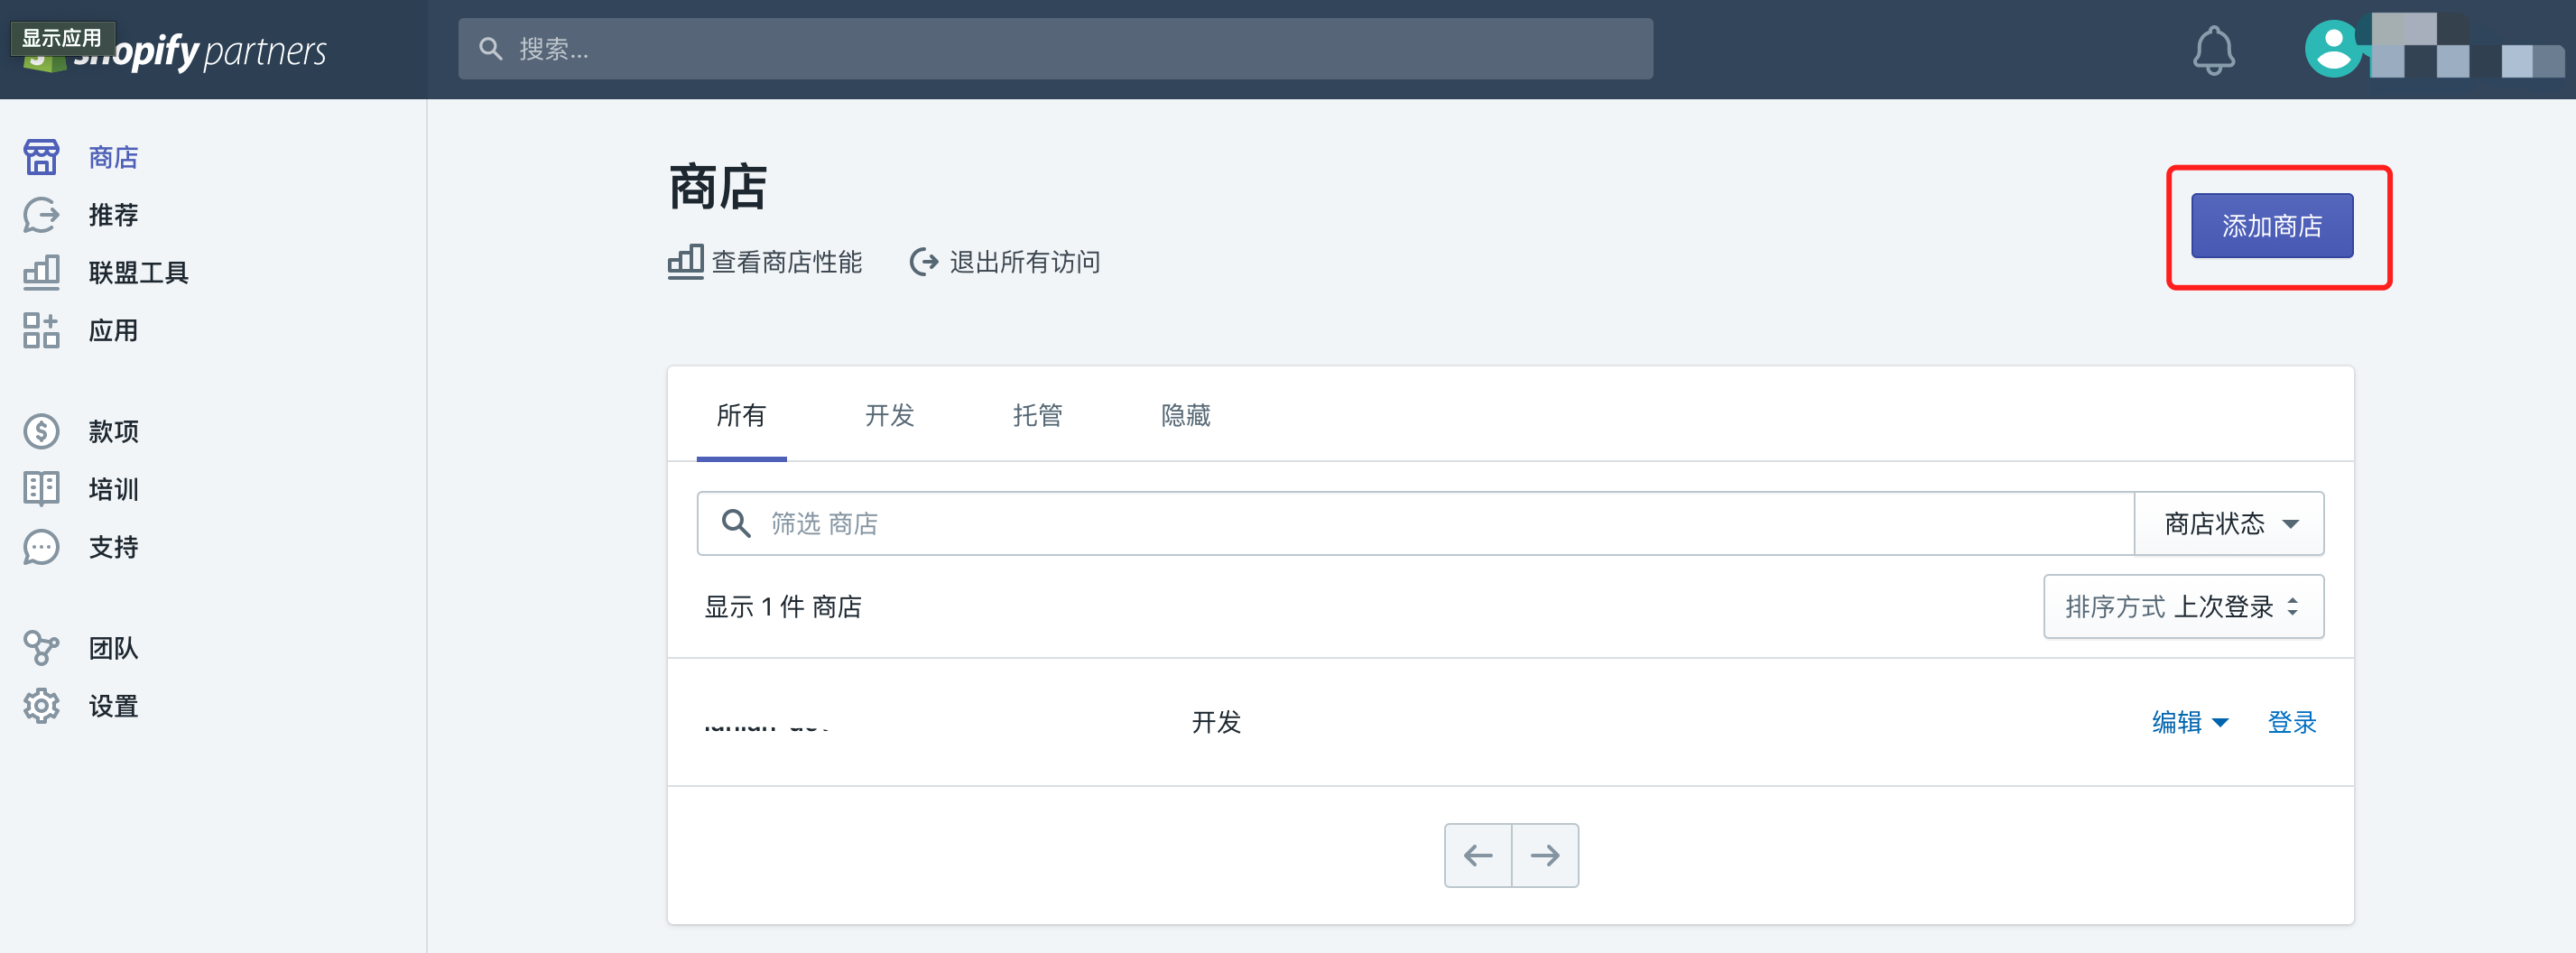 显示应用
shopify partners
搜索...
商店
推荐
联盟工具
应用
款项
培训
支持
团队
设置
商店
添加商店
查看商店性能 退出所有访问
所有 开发 托管 隐藏
筛选 商店 商店状态
显示 1 件 商店 排序方式 上次登录
开发 编辑 登录